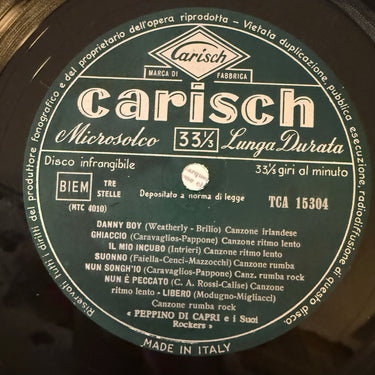 Riservati tutti i diritti del produttore fonografico e del proprietario dell'opera riprodotta - Vietata duplicazione, pubblica esecuzione, radiodiffusione di questo disco.
Carisch
MARCA DI FABBRICA
carisch
Microsolco 33⅓ Lunga Durata
Disco infrangibile 33⅓ giri al minuto
BIEM TRE STELLE
Depositato a norma di legge
TCA 15304
(MTC 4010)
DANNY BOY (Weatherly - Brilio) Canzone irlandese
GHIACCIO (Caravaglios-Pappone) Canzone ritmo lento
IL MIO INCUBO (Intrieri) Canzone ritmo lento
SUONNO (Faiella-Cenci-Mazzocchi) Canzone rumba
NUN SONGH'IO (Caravaglios-Pappone) Canz. rumba rock
NUN È PECCATO (C. A. Rossi-Calise) Canzone
ritmo lento - LIBERO (Modugno-Migliacci)
Canzone rumba rock
« PEPPINO DI CAPRI e i Suoi
Rockers »
MADE IN ITALY